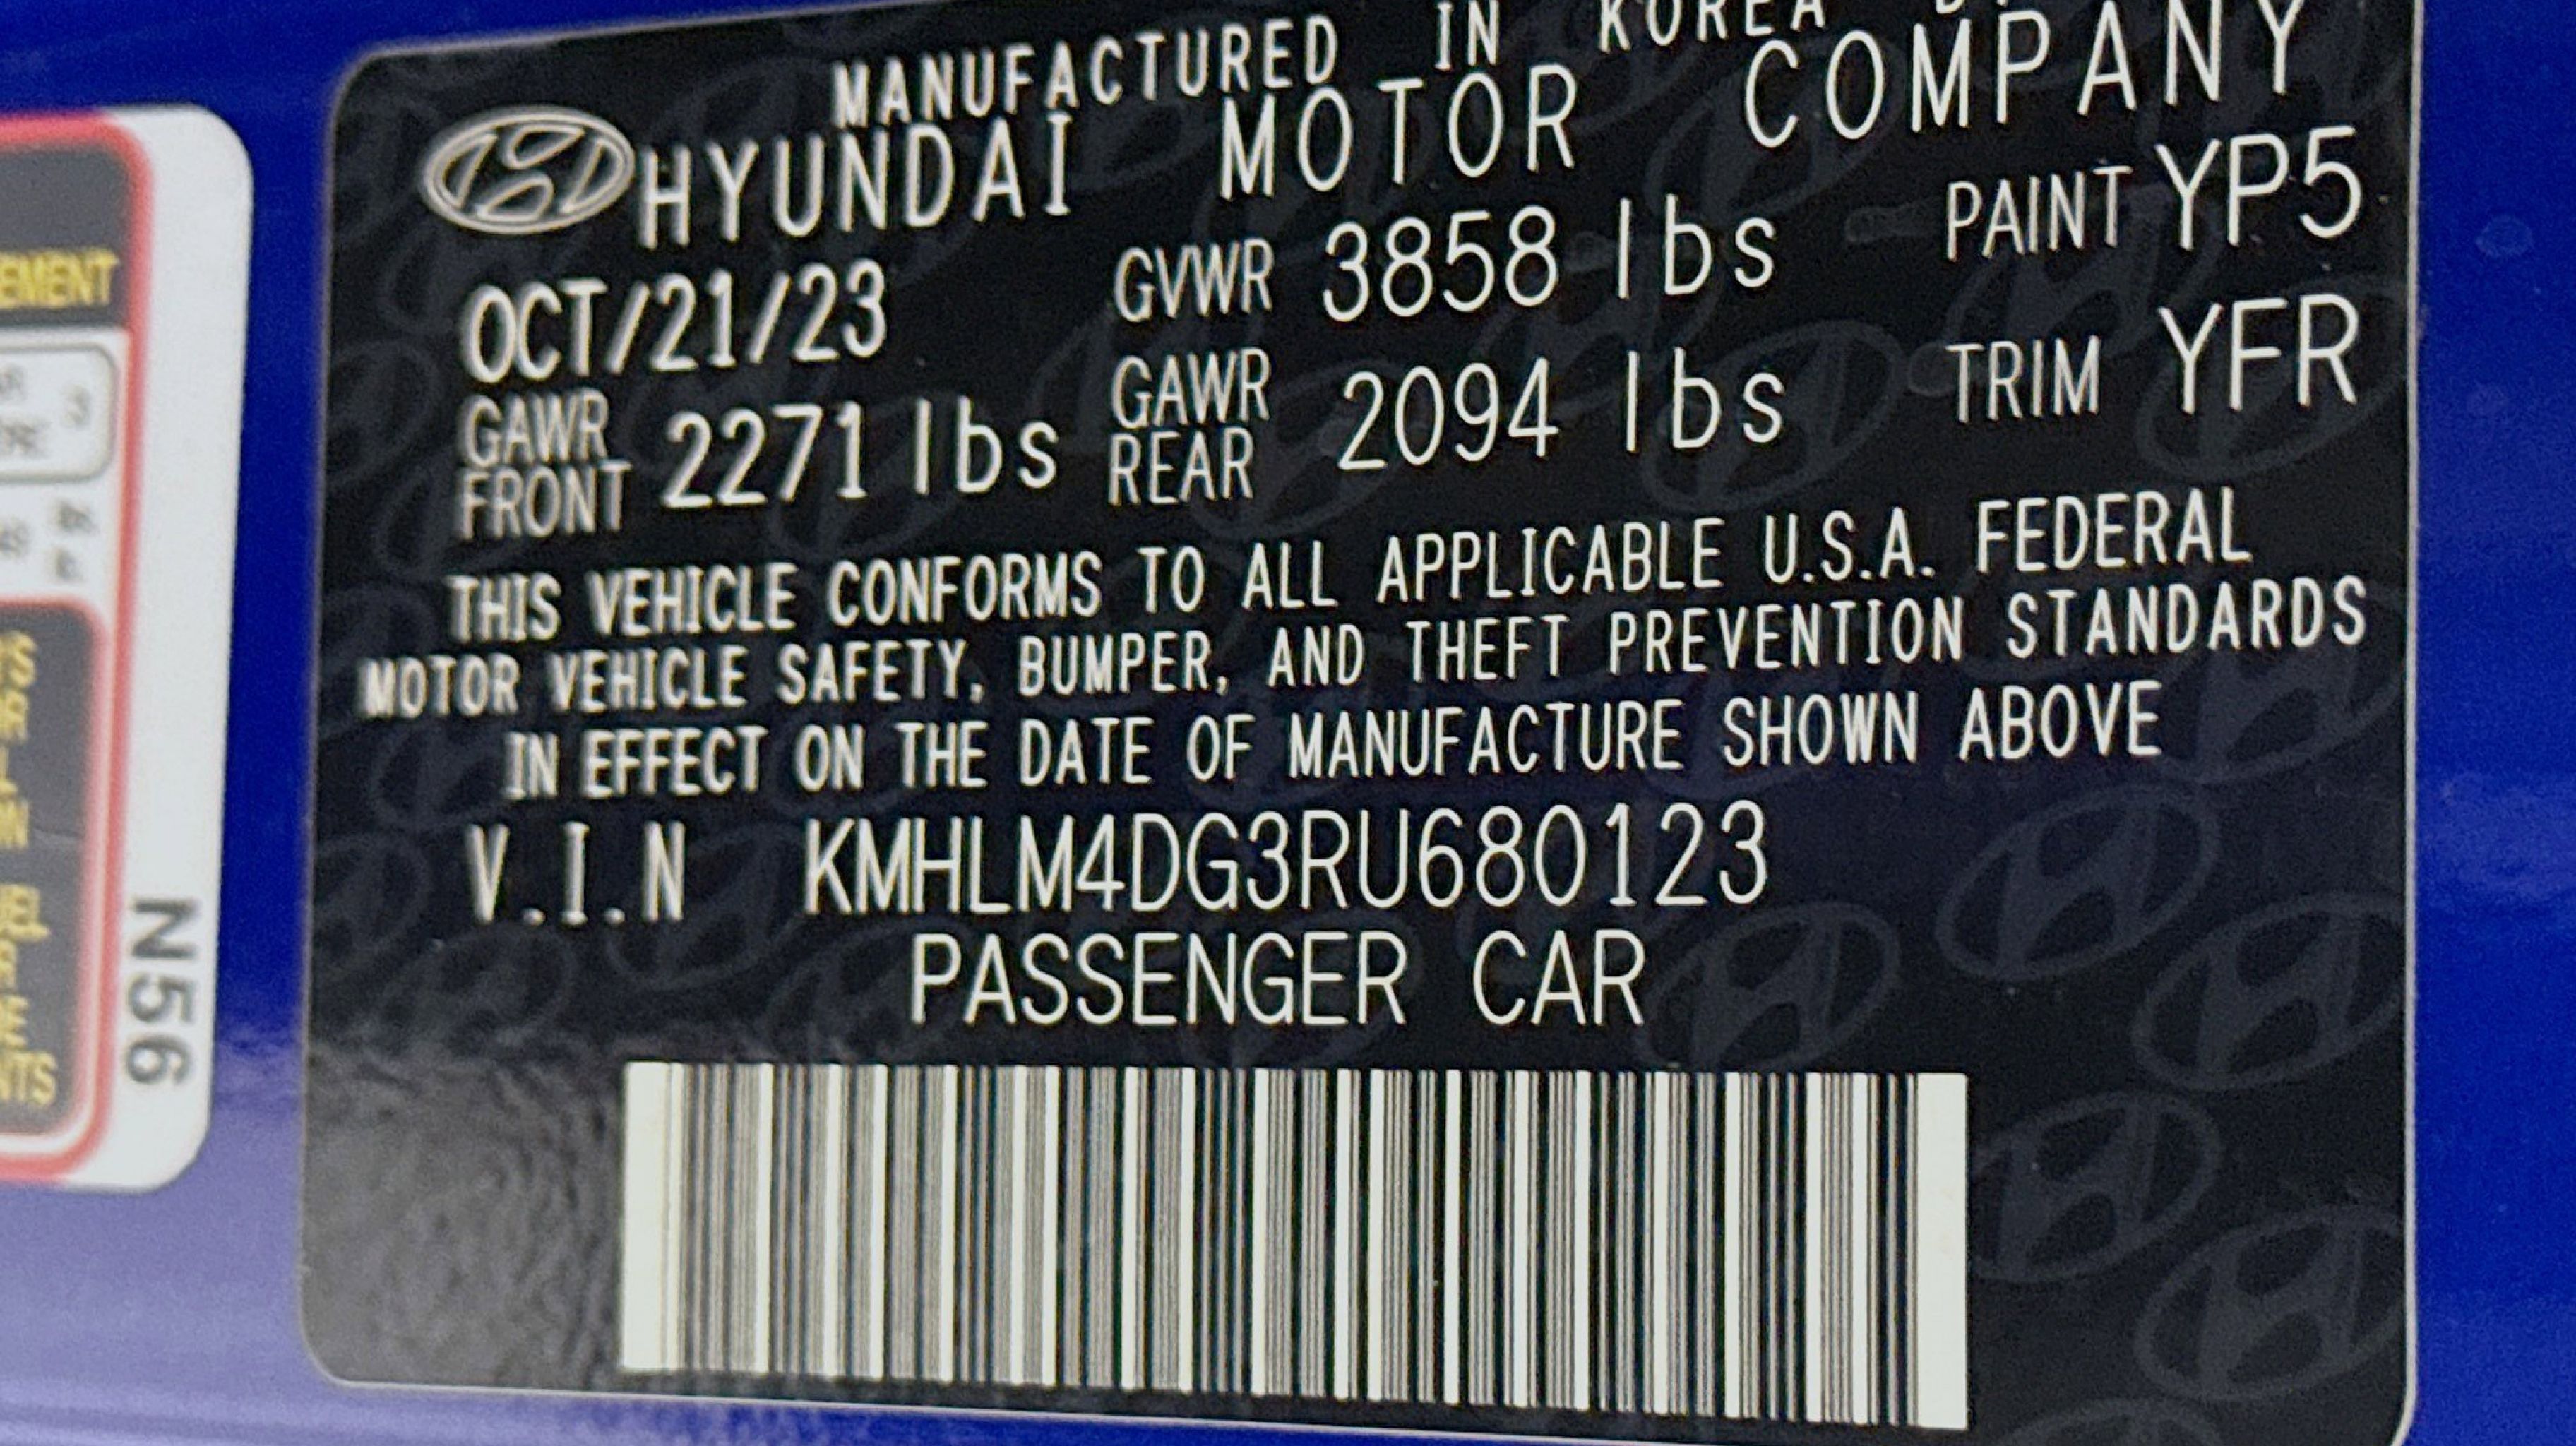 MANUFACTURED IN KOREA
HYUNDAI MOTOR COMPANY
OCT/21/23 GVWR 3858 lbs PAINT YP5
GAWR FRONT 2271 lbs GAWR REAR 2094 lbs TRIM YFR
THIS VEHICLE CONFORMS TO ALL APPLICABLE U.S.A. FEDERAL
MOTOR VEHICLE SAFETY, BUMPER, AND THEFT PREVENTION STANDARDS
IN EFFECT ON THE DATE OF MANUFACTURE SHOWN ABOVE
V.I.N KMHLM4DG3RU680123
PASSENGER CAR
N56